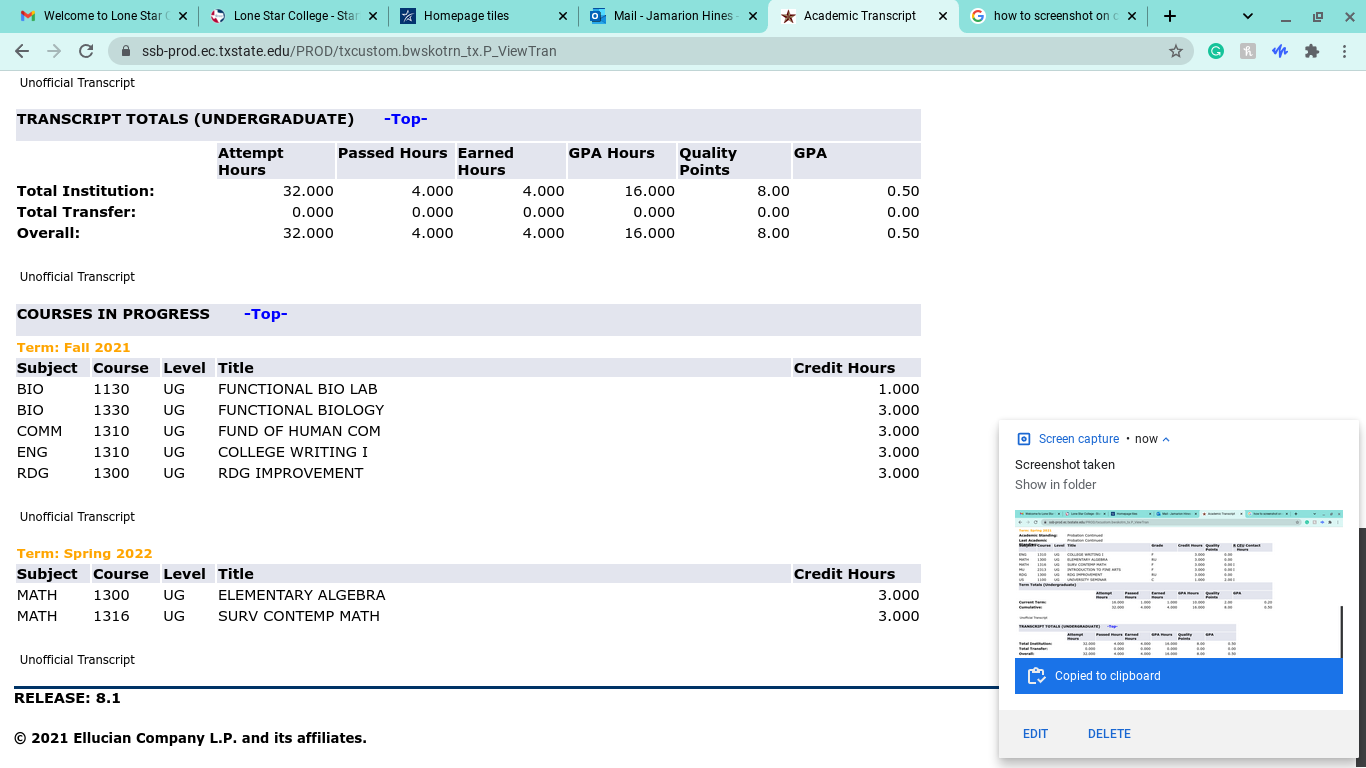 Welcome to Lone Star C
Lone Star College - Star
Homepage tiles
Mail - Jamarion Hines -
Academic Transcript
how to screenshot on c
ssb-prod.ec.txstate.edu/PROD/txcustom.bwskotrn_tx.P_ViewTran
Unofficial Transcript
TRANSCRIPT TOTALS (UNDERGRADUATE) -Top-
Attempt Hours Passed Hours Earned Hours GPA Hours Quality Points GPA
Total Institution: 32.000 4.000 4.000 16.000 8.00 0.50
Total Transfer: 0.000 0.000 0.000 0.000 0.00 0.00
Overall: 32.000 4.000 4.000 16.000 8.00 0.50
Unofficial Transcript
COURSES IN PROGRESS -Top-
Term: Fall 2021
Subject Course Level Title Credit Hours
BIO 1130 UG FUNCTIONAL BIO LAB 1.000
BIO 1330 UG FUNCTIONAL BIOLOGY 3.000
COMM 1310 UG FUND OF HUMAN COM 3.000
ENG 1310 UG COLLEGE WRITING I 3.000
RDG 1300 UG RDG IMPROVEMENT 3.000
Unofficial Transcript
Term: Spring 2022
Subject Course Level Title Credit Hours
MATH 1300 UG ELEMENTARY ALGEBRA 3.000
MATH 1316 UG SURV CONTEMP MATH 3.000
Unofficial Transcript
RELEASE: 8.1
© 2021 Ellucian Company L.P. and its affiliates.
Screen capture • now
Screenshot taken
Show in folder
Copied to clipboard
EDIT DELETE